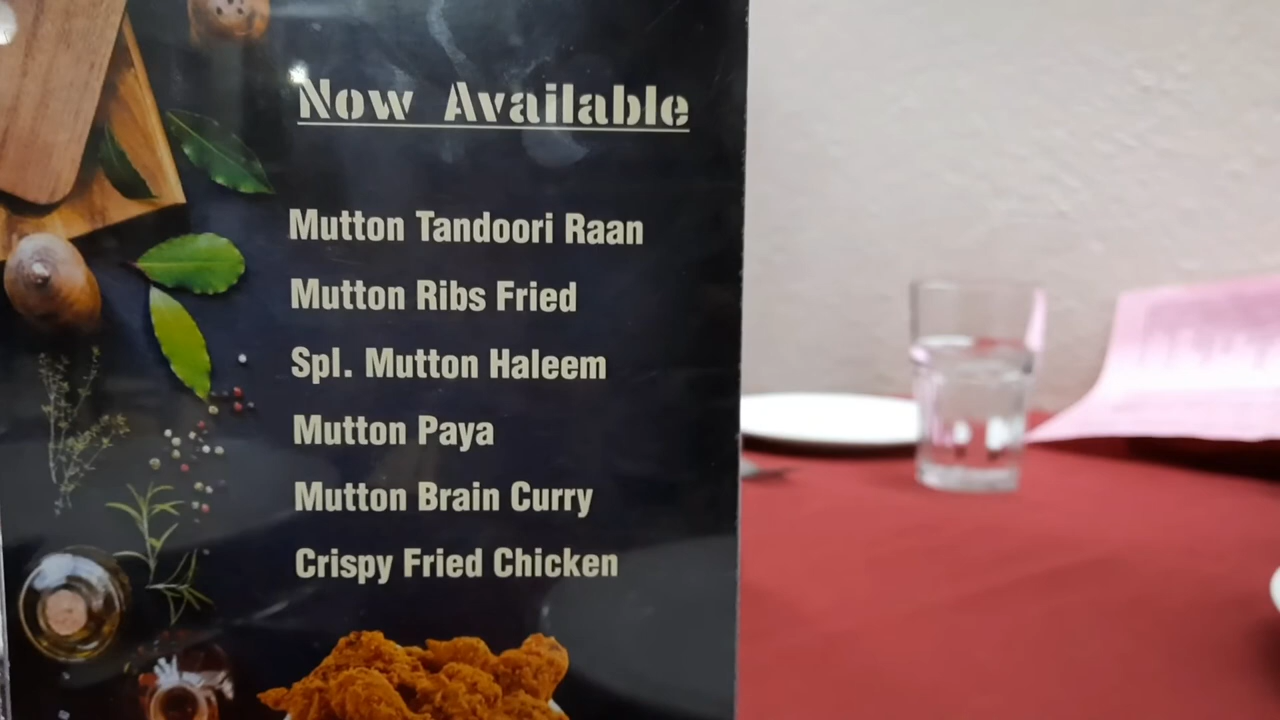 Now Available
Mutton Tandoori Raan
Mutton Ribs Fried
Spl. Mutton Haleem
Mutton Paya
Mutton Brain Curry
Crispy Fried Chicken